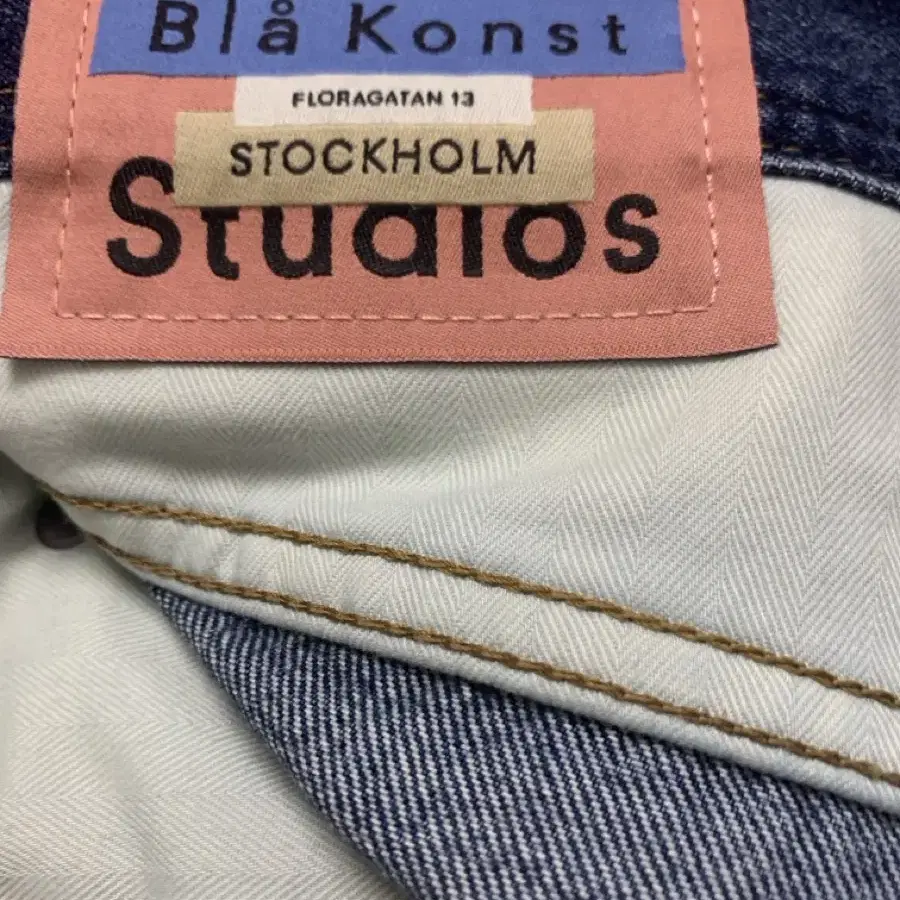 Blå Konst
FLORAGATAN 13
STOCKHOLM
Studios